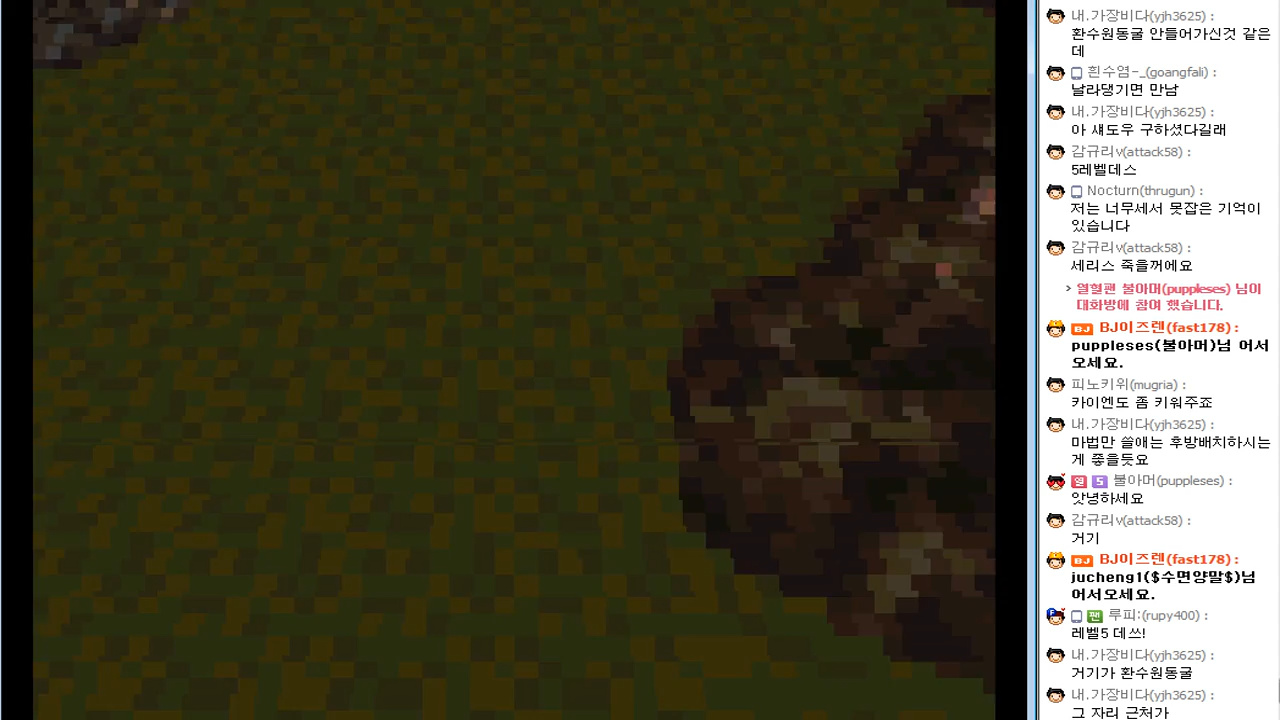 내.가장비다(yjh3625) :
환수원동굴 안들어가신것 같은
데
흰수염-_(goangfali) :
날라댕기면 만남
내.가장비다(yjh3625) :
아 섀도우 구하셨다길래
감규리v(attack58) :
5레벨데스
Nocturn(thrugun) :
저는 너무세서 못잡은 기억이
있습니다
감규리v(attack58) :
세리스 죽을꺼에요
> 열혈팬 불아머(puppleses) 님이
대화방에 참여 했습니다.
BJ BJ이즈렌(fast178) :
puppleses(불아머)님 어서
오세요.
피노키위(mugria) :
카이엔도 좀 키워주죠
내.가장비다(yjh3625) :
마법만 쓸애는 후방배치하시는
게 좋을듯요
열 S 불아머(puppleses) :
앗녕하세요
감규리v(attack58) :
거기
BJ BJ이즈렌(fast178) :
jucheng1($수면양말$)님
어서오세요.
팬 루피:(rupy400) :
레벨5 데쓰!
내.가장비다(yjh3625) :
거기가 환수원동굴
내.가장비다(yjh3625) :
그 자리 근처가